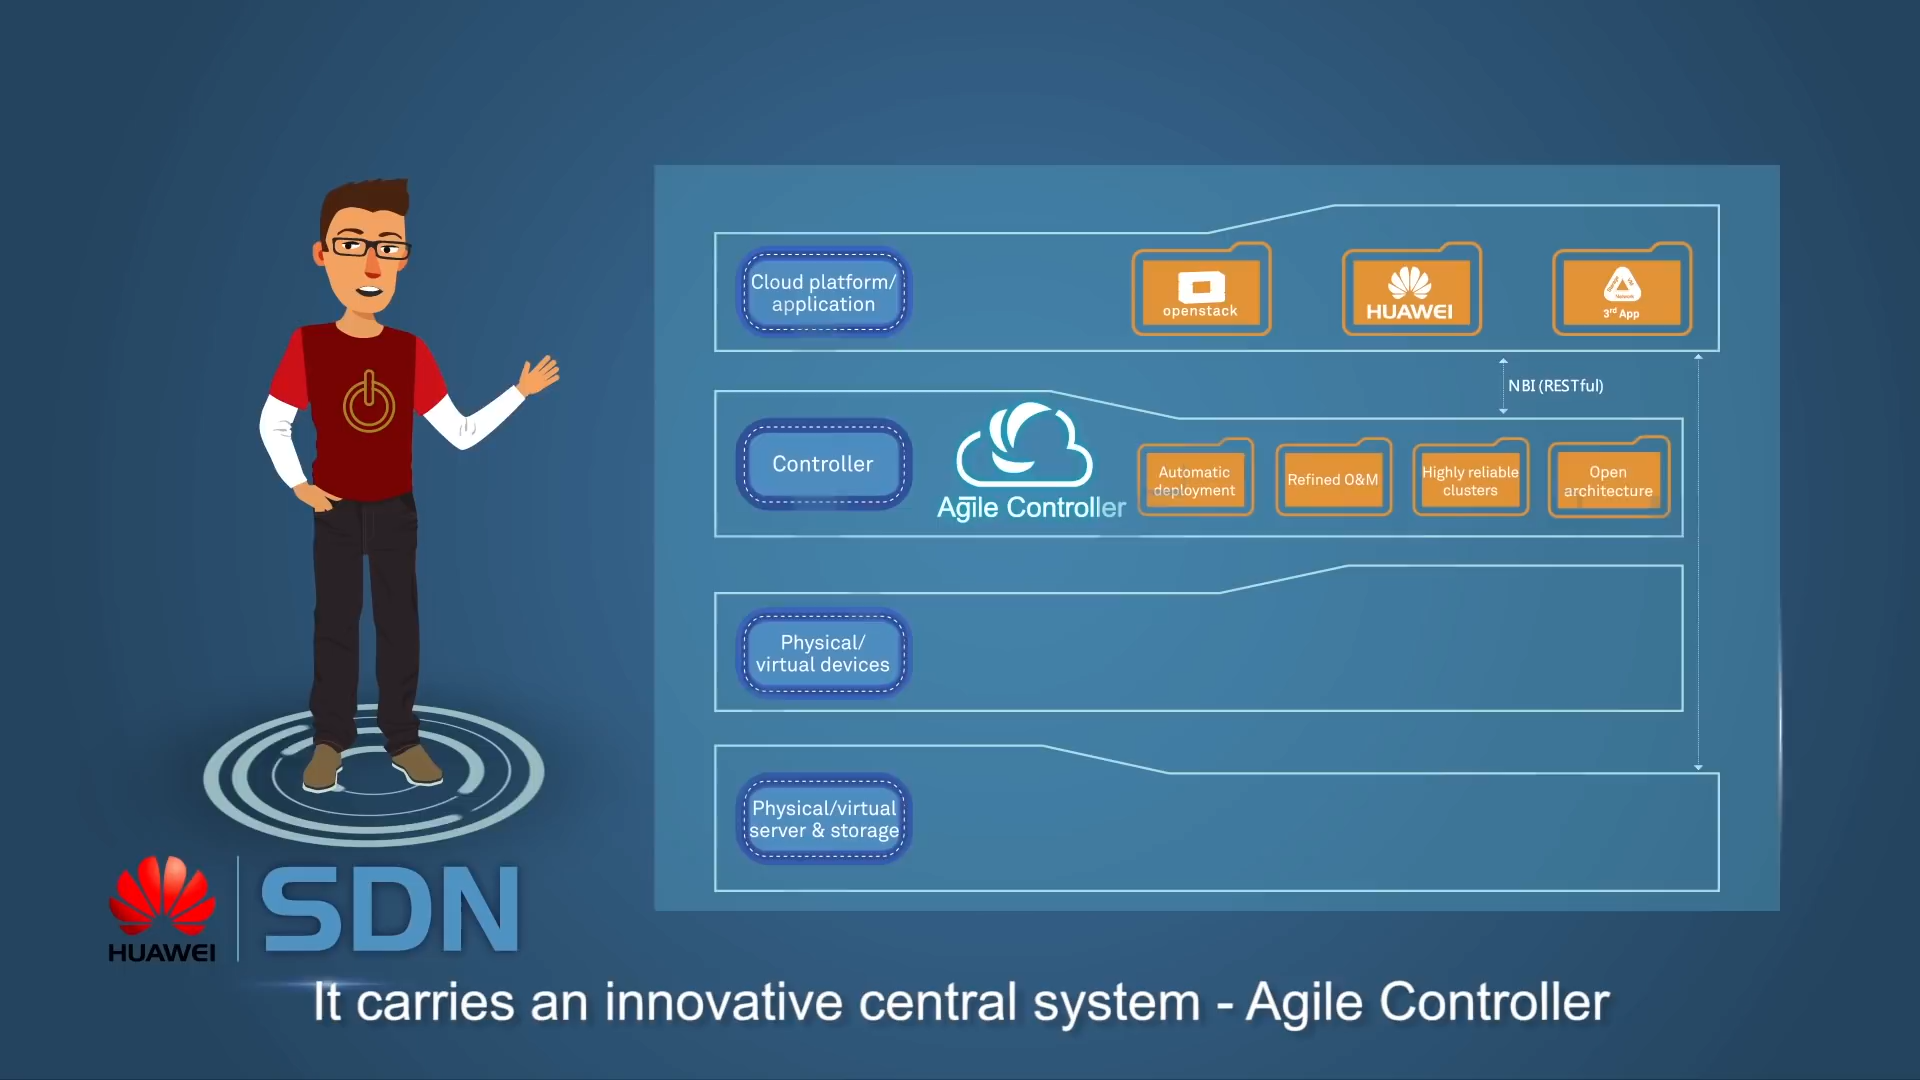 Cloud platform/
application
openstack
HUAWEI
3rd App
NBI (RESTful)
Controller
Agile Controller
Automatic
deployment
Refined O&M
Highly reliable
clusters
Open
architecture
Physical/
virtual devices
Physical/virtual
server & storage
HUAWEI
SDN
It carries an innovative central system - Agile Controller